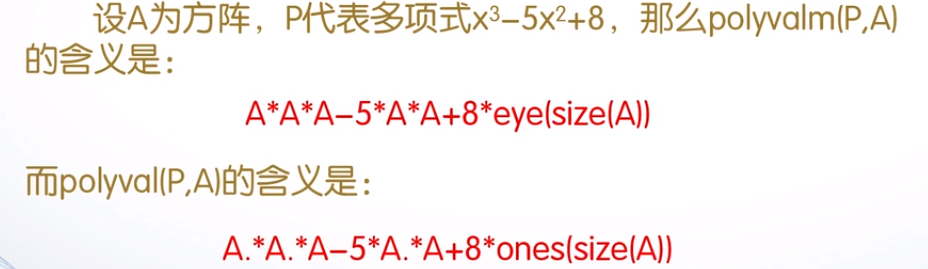 设A为方阵，P代表多项式x³−5x²+8，那么polyvalm(P,A)
的含义是：
A*A*A−5*A*A+8*eye(size(A))
而polyval(P,A)的含义是：
A.*A.*A−5*A.*A+8*ones(size(A))